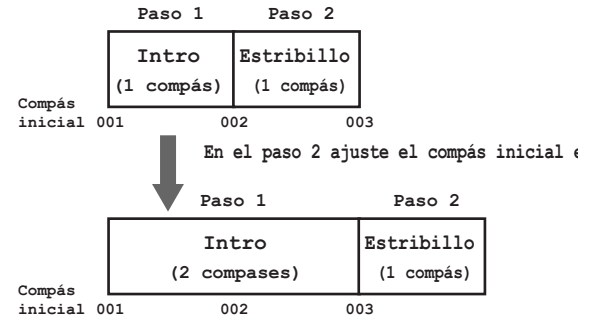 Paso 1 Paso 2
Intro Estribillo
(1 compás) (1 compás)
Compás
inicial 001 002 003
En el paso 2 ajuste el compás inicial
Paso 1 Paso 2
Intro Estribillo
(2 compases) (1 compás)
Compás
inicial 001 002 003